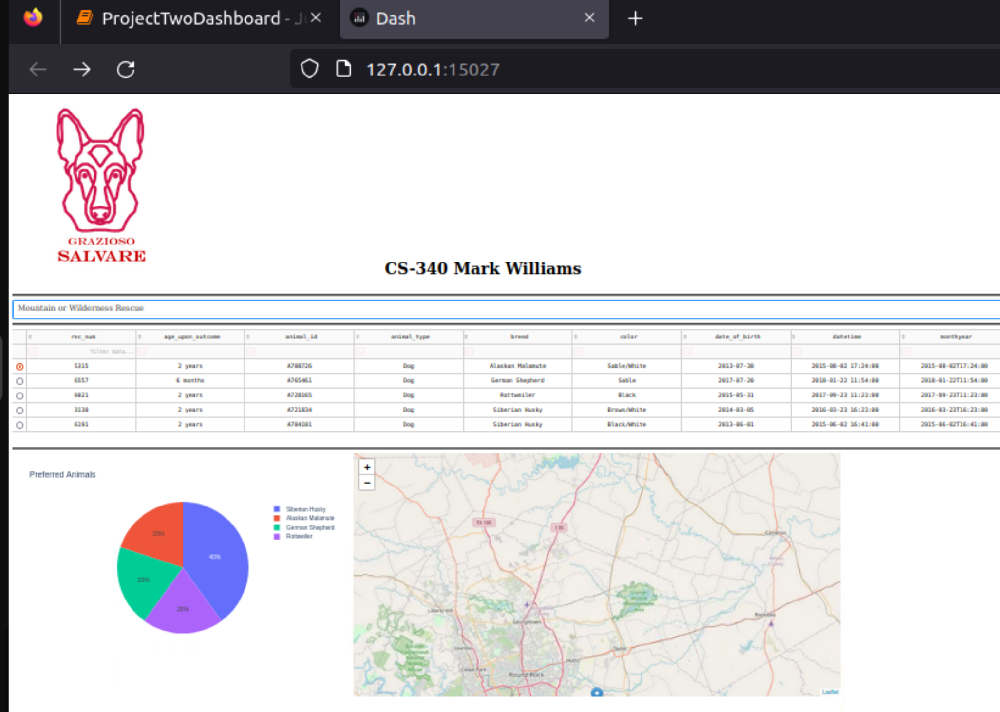 ProjectTwoDashboard - Ju
Dash
127.0.0.1:15027
GRAZIOSO
SALVARE
CS-340 Mark Williams
Mountain or Wilderness Rescue
rec_num age_upon_outcome animal_id animal_type breed color date_of_birth datetime monthyear
filter data...
5315 2 years Dog Alaskan Malamute Sable/White 2013-07-30 2015-08-02 17:24:00 2015-08-02T17:24:00
6557 6 months A765461 Dog German Shepherd Sable 2017-07-20 2018-01-22 11:54:00 2018-01-22T11:54:00
6021 2 years A728165 Dog Rottweiler Black 2015-05-31 2017-09-23 11:23:00 2017-09-23T11:23:00
3130 2 years A721834 Dog Siberian Husky Brown/White 2014-03-05 2016-03-23 16:23:00 2016-03-23T16:23:00
6191 2 years A704101 Dog Siberian Husky Black/White 2013-06-01 2015-06-02 16:41:00 2015-06-02T16:41:00
Preferred Animals
+
−
Siberian Husky
Alaskan Malamute
German Shepherd
Rottweiler
20%
40%
20%
20%
TX 195
I 35
Cameron
Liberty Hill
Georgetown
Rockdale
Leander
Taylor
Hutto
Cedar Park
Round Rock
Leaflet